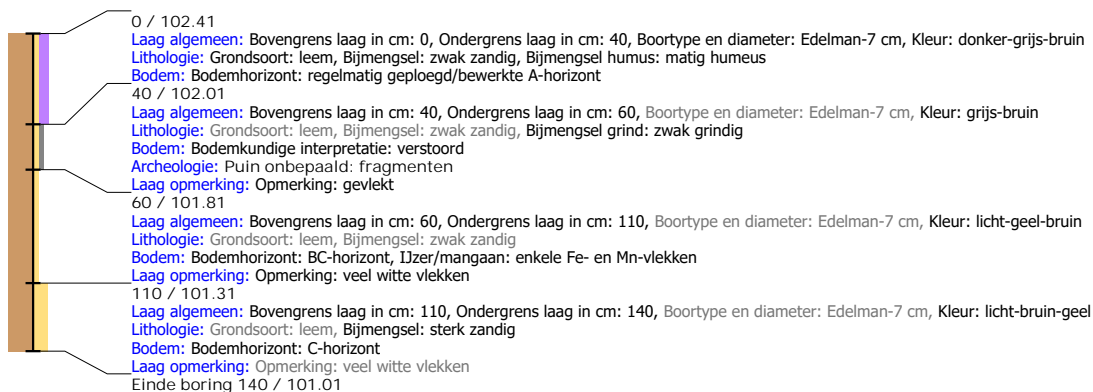 0 / 102.41
Laag algemeen: Bovengrens laag in cm: 0, Ondergrens laag in cm: 40, Boortype en diameter: Edelman-7 cm, Kleur: donker-grijs-bruin
Lithologie: Grondsoort: leem, Bijmengsel: zwak zandig, Bijmengsel humus: matig humeus
Bodem: Bodemhorizont: regelmatig geploegd/bewerkte A-horizont
40 / 102.01
Laag algemeen: Bovengrens laag in cm: 40, Ondergrens laag in cm: 60, Boortype en diameter: Edelman-7 cm, Kleur: grijs-bruin
Lithologie: Grondsoort: leem, Bijmengsel: zwak zandig, Bijmengsel grind: zwak grindig
Bodem: Bodemkundige interpretatie: verstoord
Archeologie: Puin onbepaald: fragmenten
Laag opmerking: Opmerking: gevlekt
60 / 101.81
Laag algemeen: Bovengrens laag in cm: 60, Ondergrens laag in cm: 110, Boortype en diameter: Edelman-7 cm, Kleur: licht-geel-bruin
Lithologie: Grondsoort: leem, Bijmengsel: zwak zandig
Bodem: Bodemhorizont: BC-horizont, IJzer/mangaan: enkele Fe- en Mn-vlekken
Laag opmerking: Opmerking: veel witte vlekken
110 / 101.31
Laag algemeen: Bovengrens laag in cm: 110, Ondergrens laag in cm: 140, Boortype en diameter: Edelman-7 cm, Kleur: licht-bruin-geel
Lithologie: Grondsoort: leem, Bijmengsel: sterk zandig
Bodem: Bodemhorizont: C-horizont
Laag opmerking: Opmerking: veel witte vlekken
Einde boring 140 / 101.01